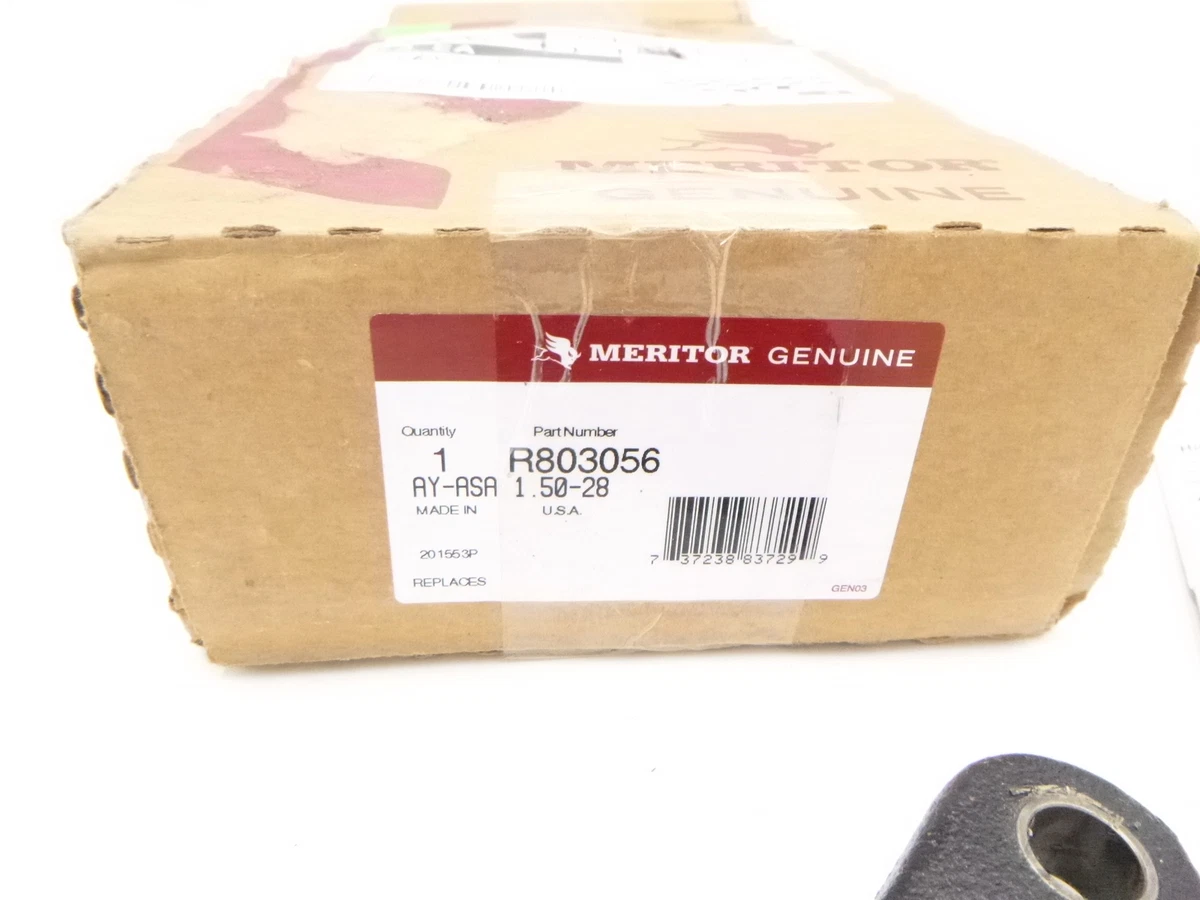 MERITOR
GENUINE
MERITOR GENUINE
Quantity Part Number
1 R803056
AY-ASA 1.50-28
MADE IN U.S.A.
201553P
7 37238 83729 9
REPLACES
GEN03